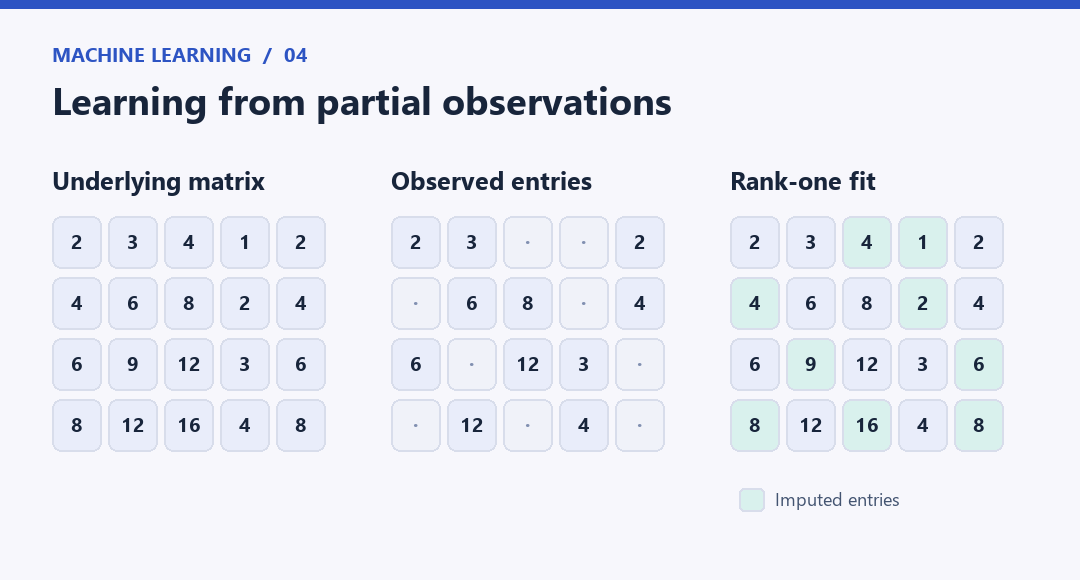 MACHINE LEARNING / 04
Learning from partial observations
Underlying matrix
2 3 4 1 2
4 6 8 2 4
6 9 12 3 6
8 12 16 4 8
Observed entries
2 3 · · 2
· 6 8 · 4
6 · 12 3 ·
· 12 · 4 ·
Rank-one fit
2 3 4 1 2
4 6 8 2 4
6 9 12 3 6
8 12 16 4 8
Imputed entries